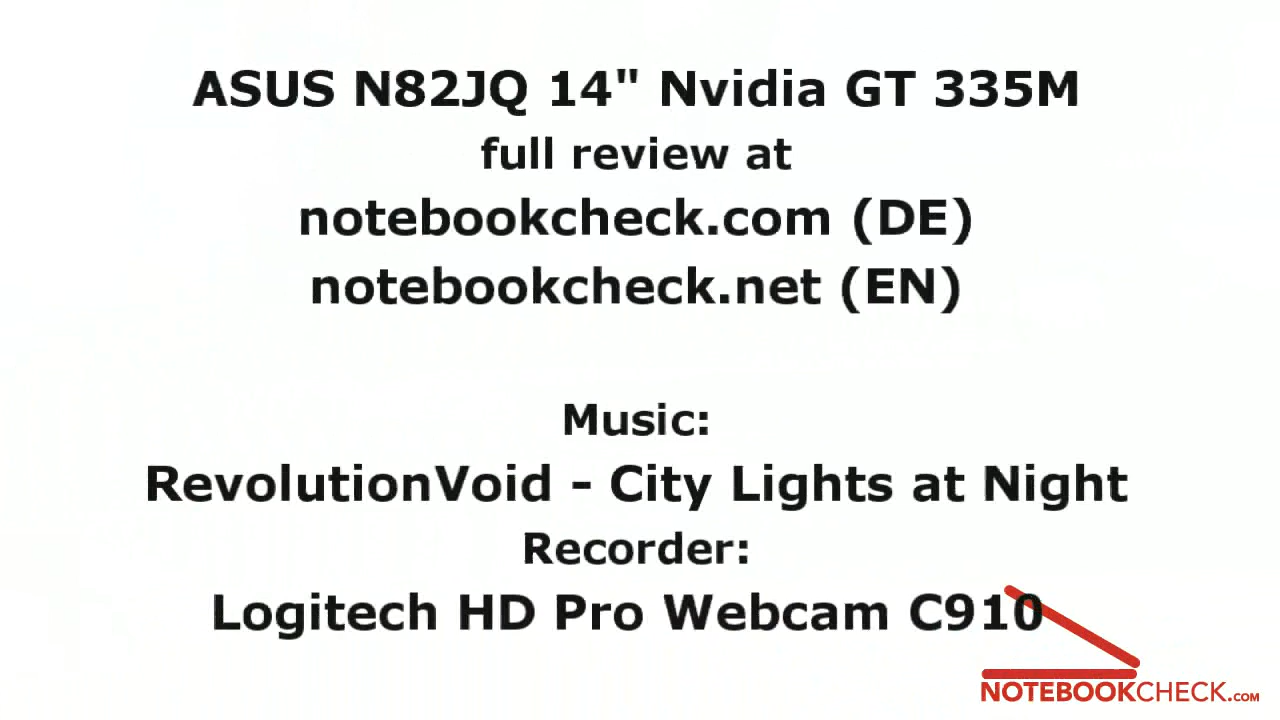 ASUS N82JQ 14" Nvidia GT 335M
full review at
notebookcheck.com (DE)
notebookcheck.net (EN)
Music:
RevolutionVoid - City Lights at Night
Recorder:
Logitech HD Pro Webcam C910
NOTEBOOKCHECK.COM